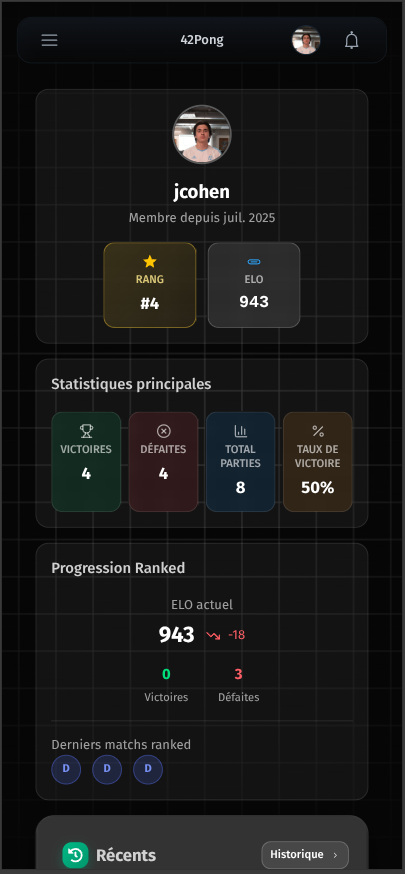 42Pong
jcohen
Membre depuis juil. 2025
RANG
#4
ELO
943
Statistiques principales
VICTOIRES
4
DÉFAITES
4
TOTAL
PARTIES
8
TAUX DE
VICTOIRE
50%
Progression Ranked
ELO actuel
943 -18
0
Victoires
3
Défaites
Derniers matchs ranked
D D D
Récents
Historique